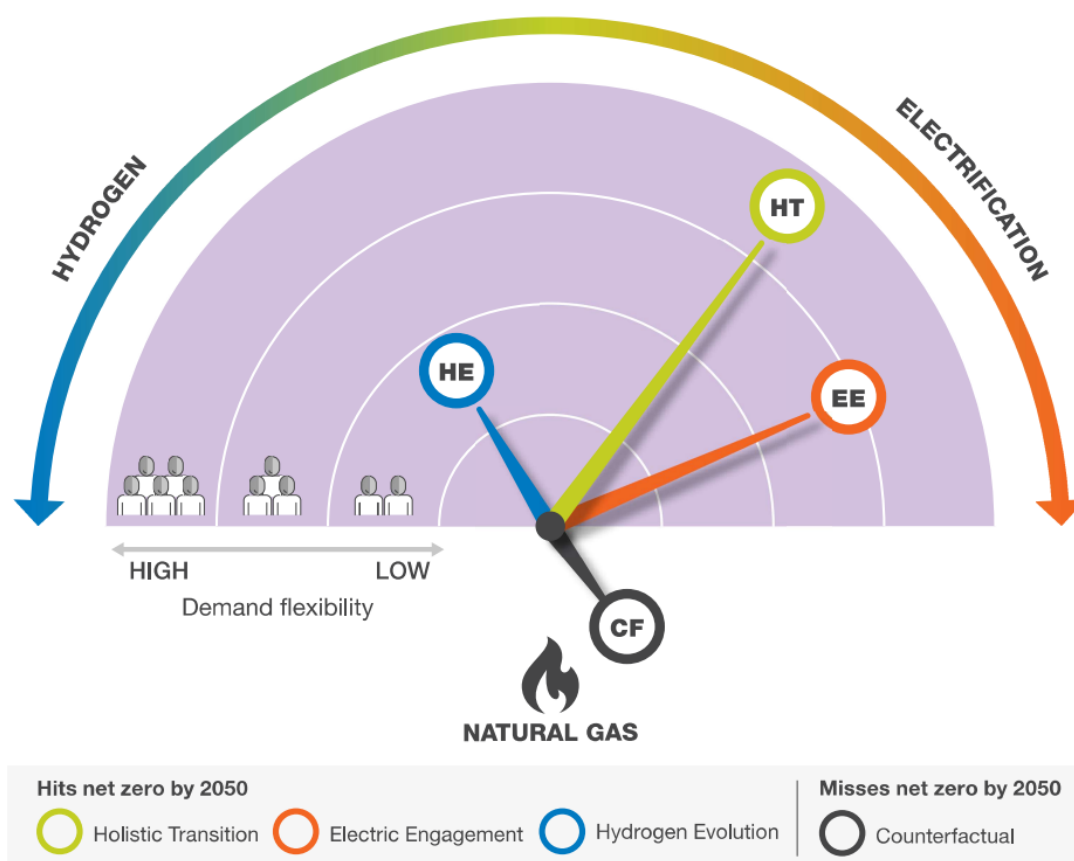 HYDROGEN
ELECTRIFICATION
HT
HE
EE
HIGH
LOW
Demand flexibility
CF
NATURAL GAS
Hits net zero by 2050
Misses net zero by 2050
Holistic Transition
Electric Engagement
Hydrogen Evolution
Counterfactual